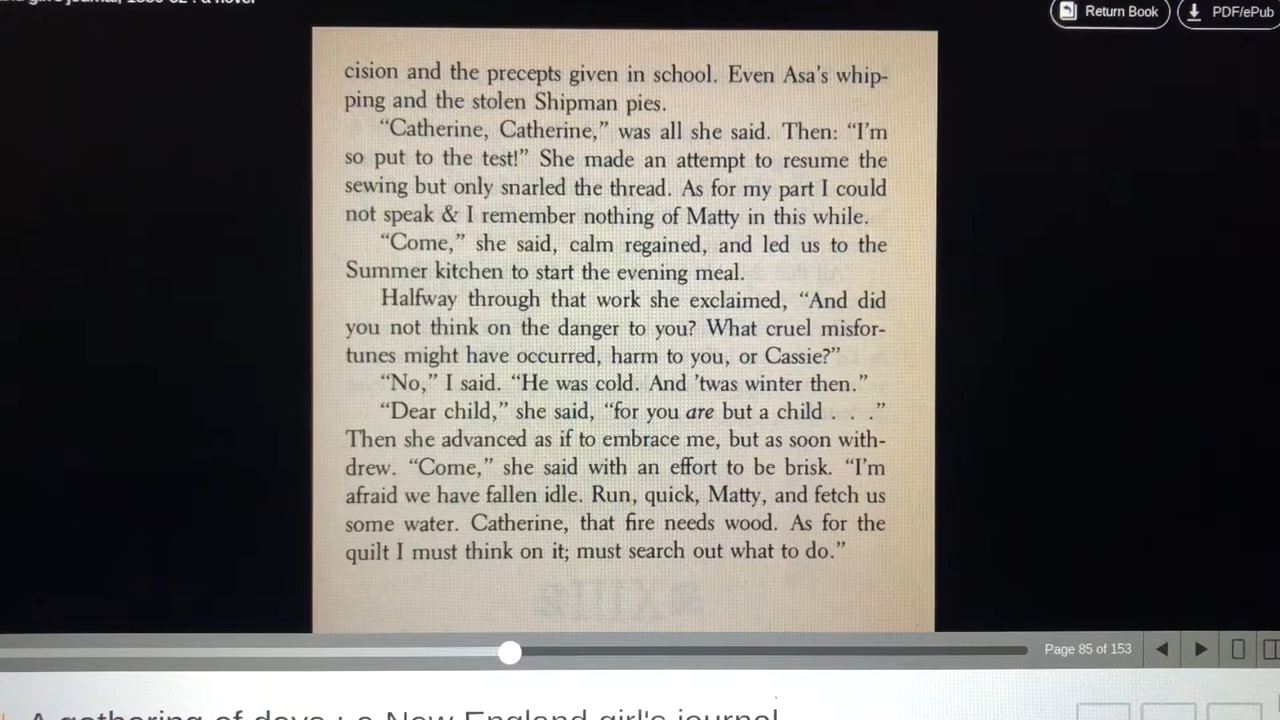 Return Book
PDF/ePub
cision and the precepts given in school. Even Asa's whip-
ping and the stolen Shipman pies.
“Catherine, Catherine,” was all she said. Then: “I'm
so put to the test!” She made an attempt to resume the
sewing but only snarled the thread. As for my part I could
not speak & I remember nothing of Matty in this while.
“Come,” she said, calm regained, and led us to the
Summer kitchen to start the evening meal.
Halfway through that work she exclaimed, “And did
you not think on the danger to you? What cruel misfor-
tunes might have occurred, harm to you, or Cassie?”
“No,” I said. “He was cold. And 'twas winter then.”
“Dear child,” she said, “for you are but a child . . .”
Then she advanced as if to embrace me, but as soon with-
drew. “Come,” she said with an effort to be brisk. “I'm
afraid we have fallen idle. Run, quick, Matty, and fetch us
some water. Catherine, that fire needs wood. As for the
quilt I must think on it; must search out what to do.”
Page 85 of 153
A gathering of days : a New England girl's journal